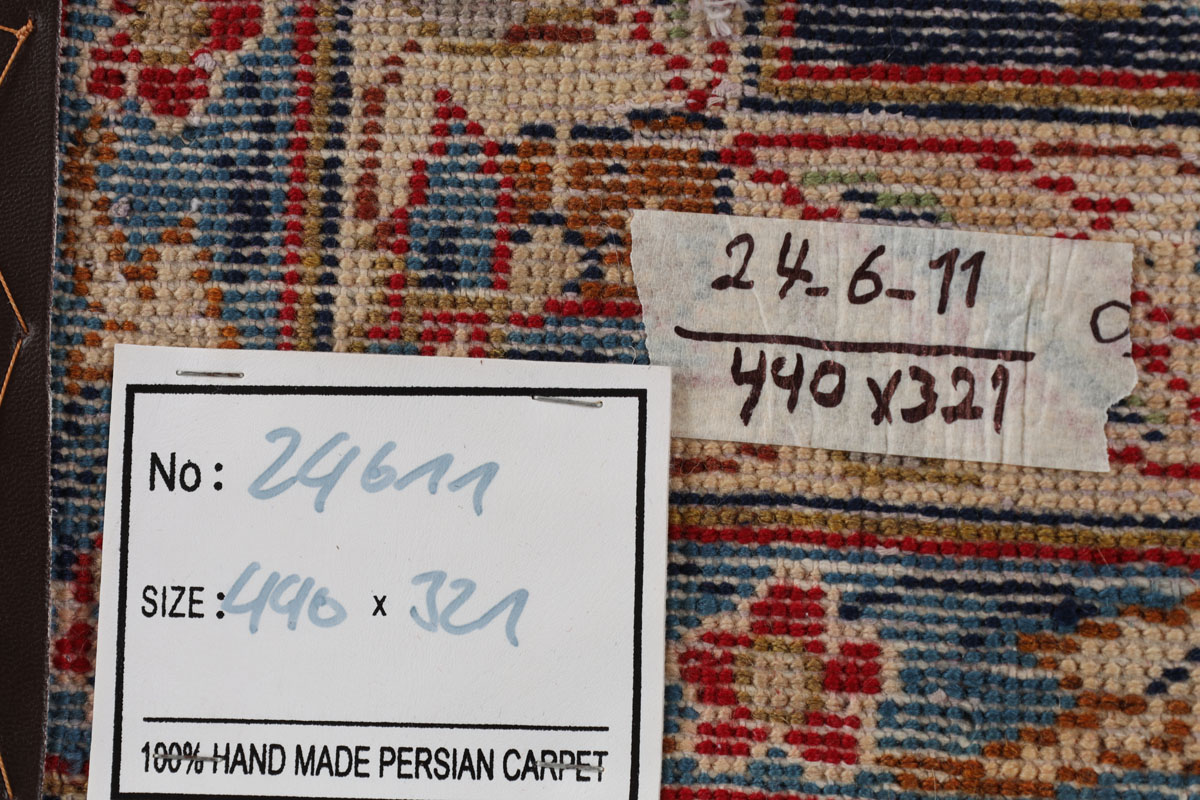 24-6-11
440 x 321
No: 24611
SIZE: 440 x 321
100% HAND MADE PERSIAN CARPET